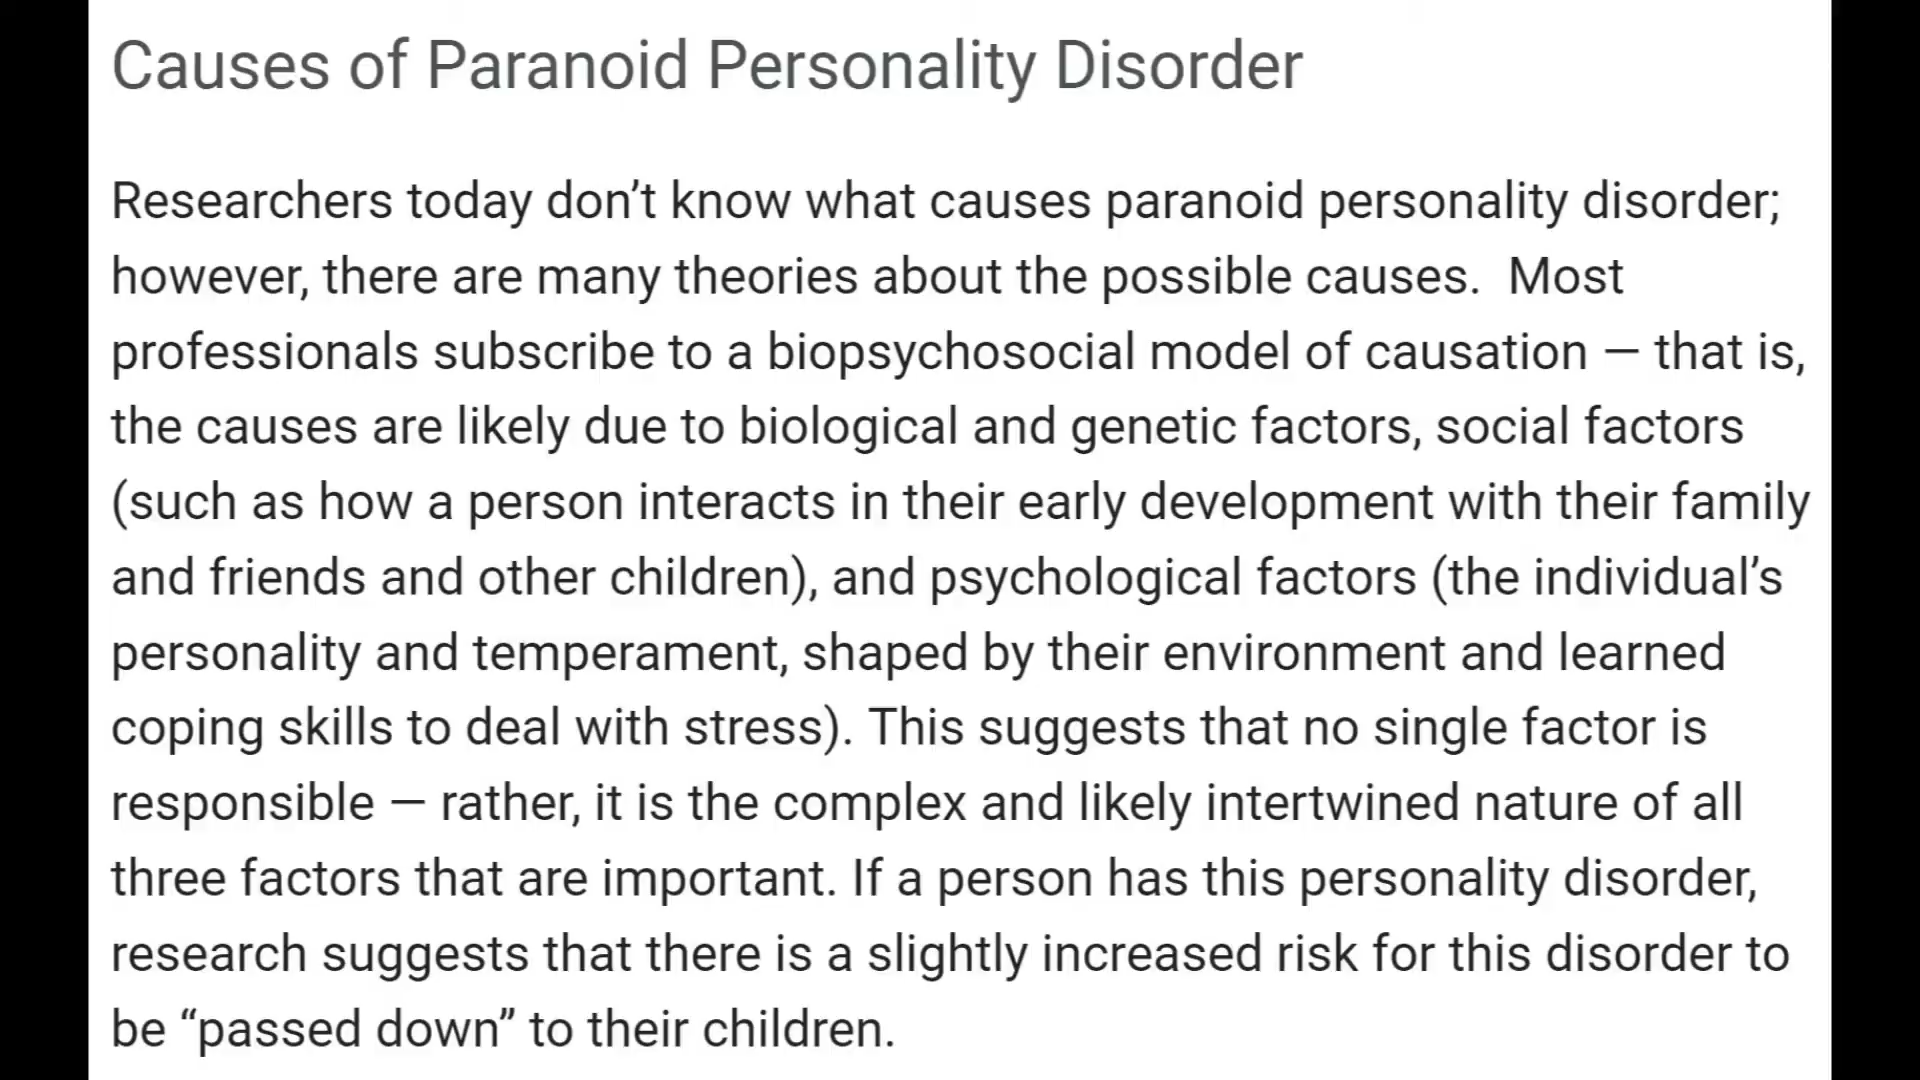 Causes of Paranoid Personality Disorder
Researchers today don’t know what causes paranoid personality disorder;
however, there are many theories about the possible causes.  Most
professionals subscribe to a biopsychosocial model of causation — that is,
the causes are likely due to biological and genetic factors, social factors
(such as how a person interacts in their early development with their family
and friends and other children), and psychological factors (the individual’s
personality and temperament, shaped by their environment and learned
coping skills to deal with stress). This suggests that no single factor is
responsible — rather, it is the complex and likely intertwined nature of all
three factors that are important. If a person has this personality disorder,
research suggests that there is a slightly increased risk for this disorder to
be “passed down” to their children.